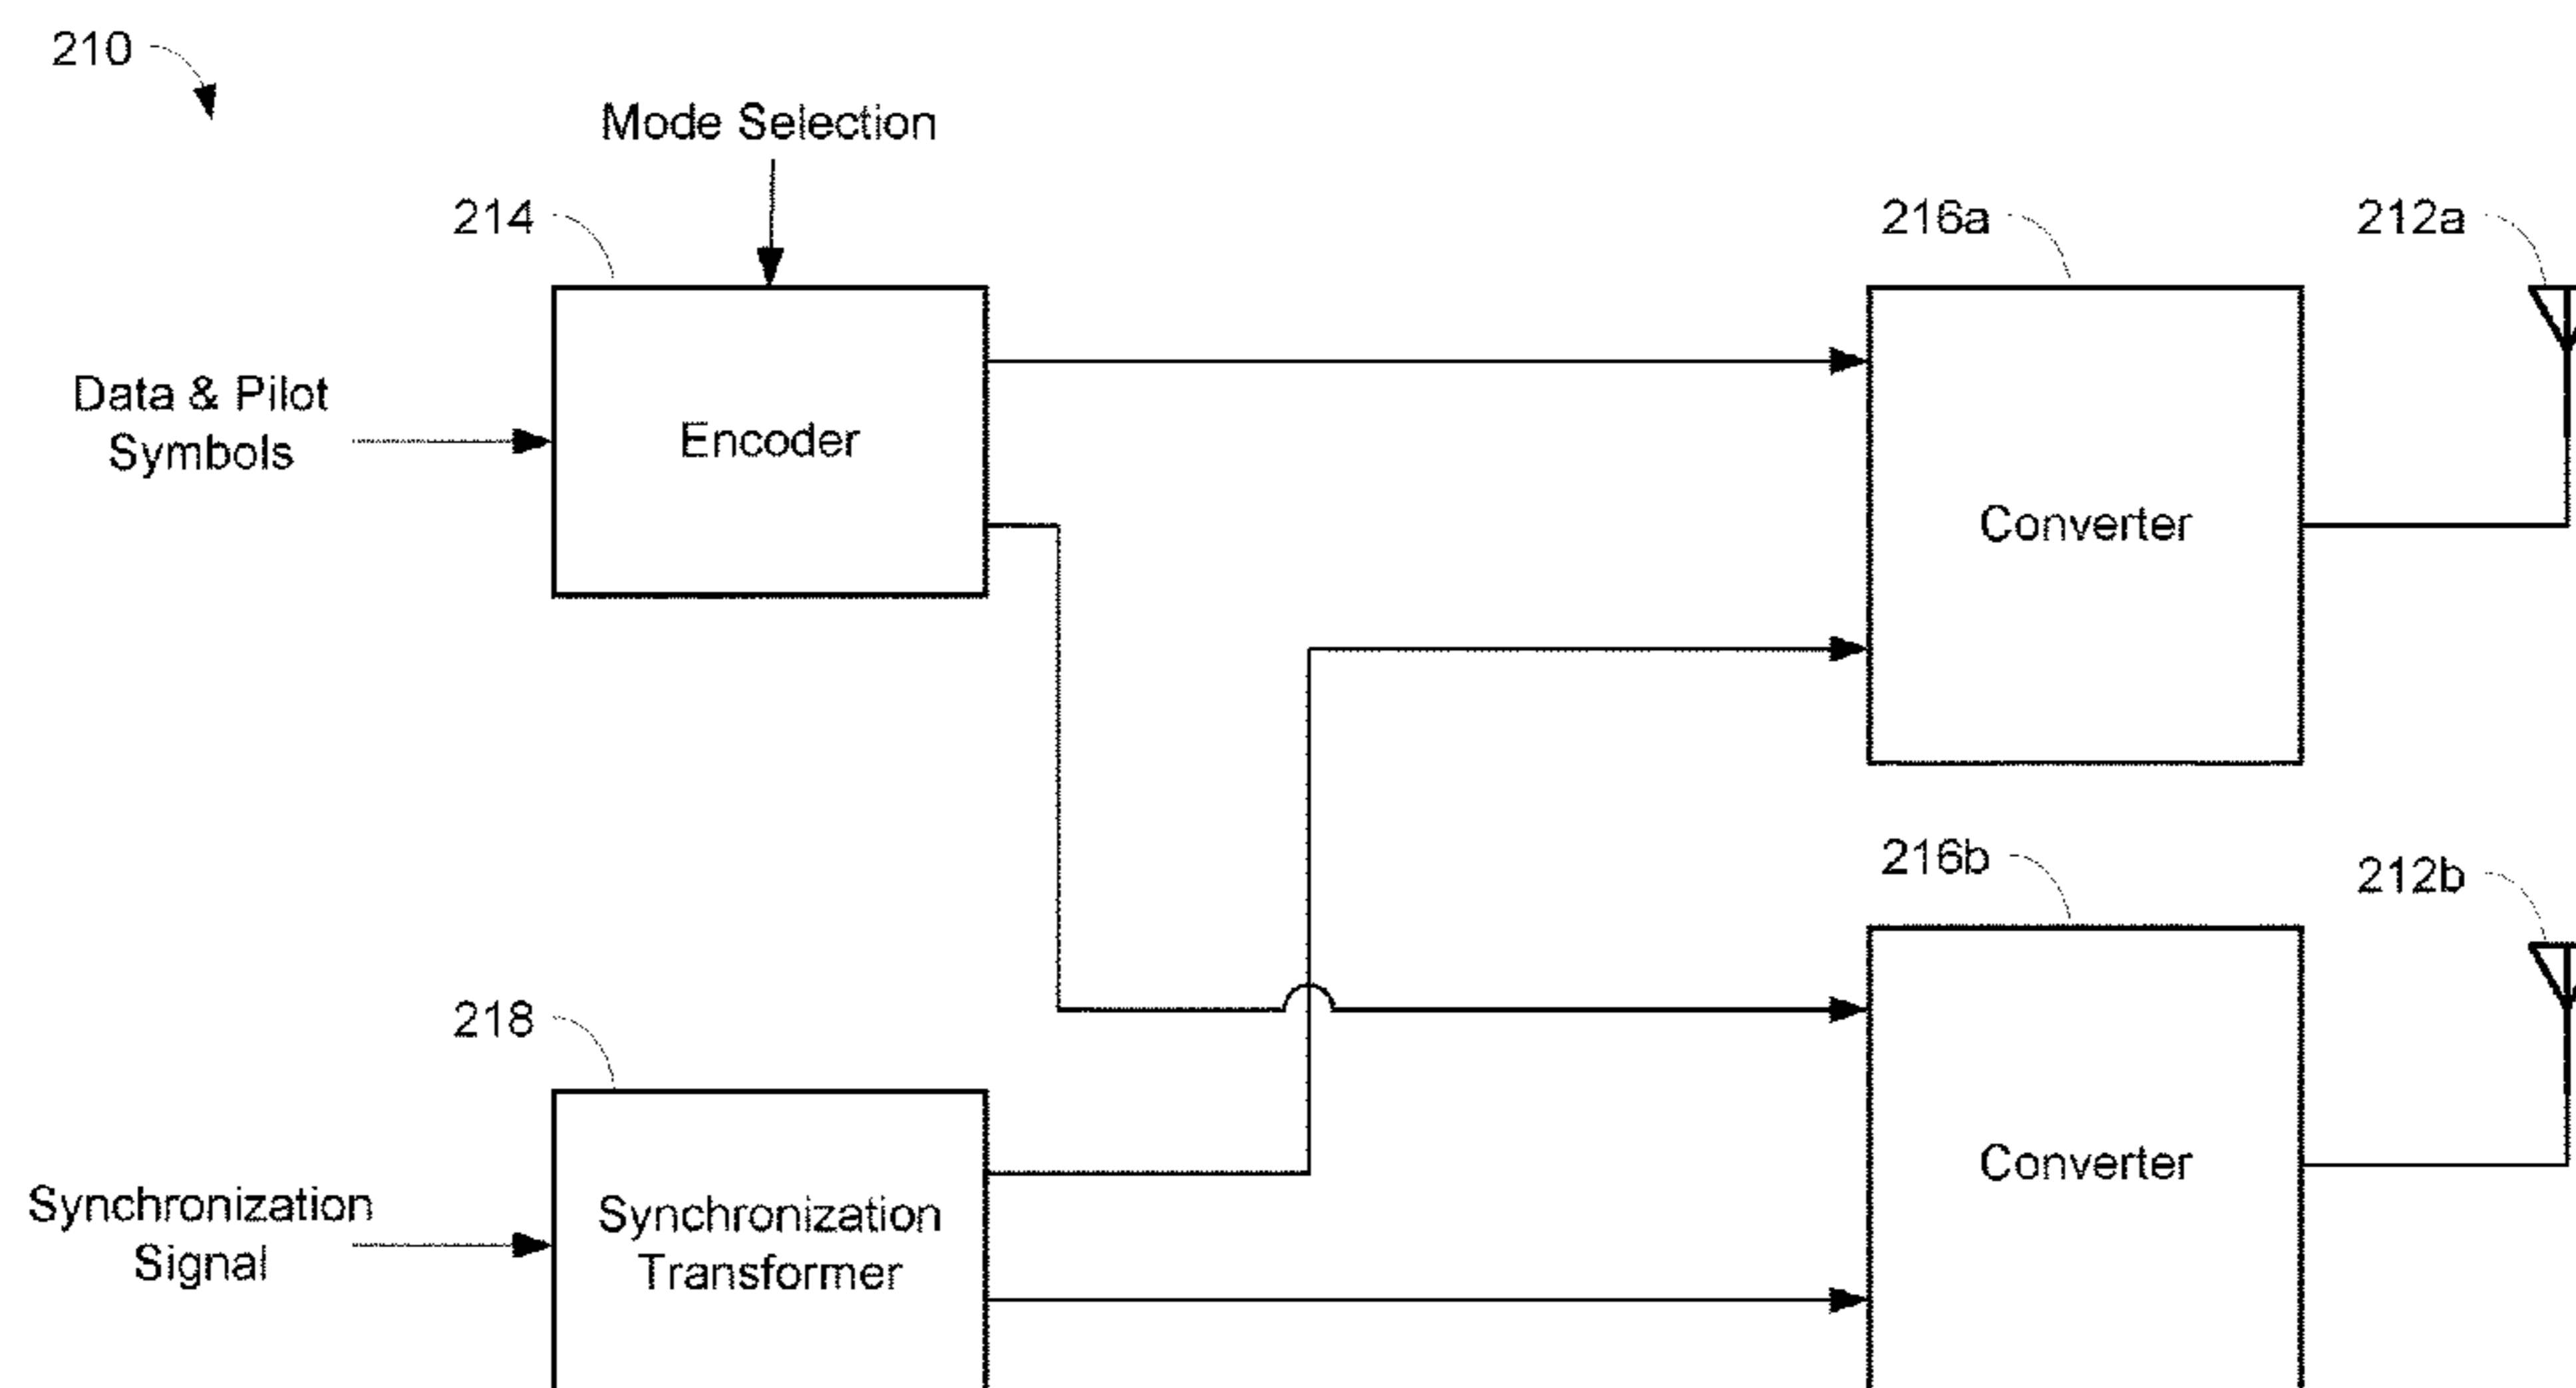 210
Mode Selection
214
216a
212a
Data & Pilot
Symbols
Encoder
Converter
216b
212b
218
Converter
Synchronization
Signal
Synchronization
Transformer